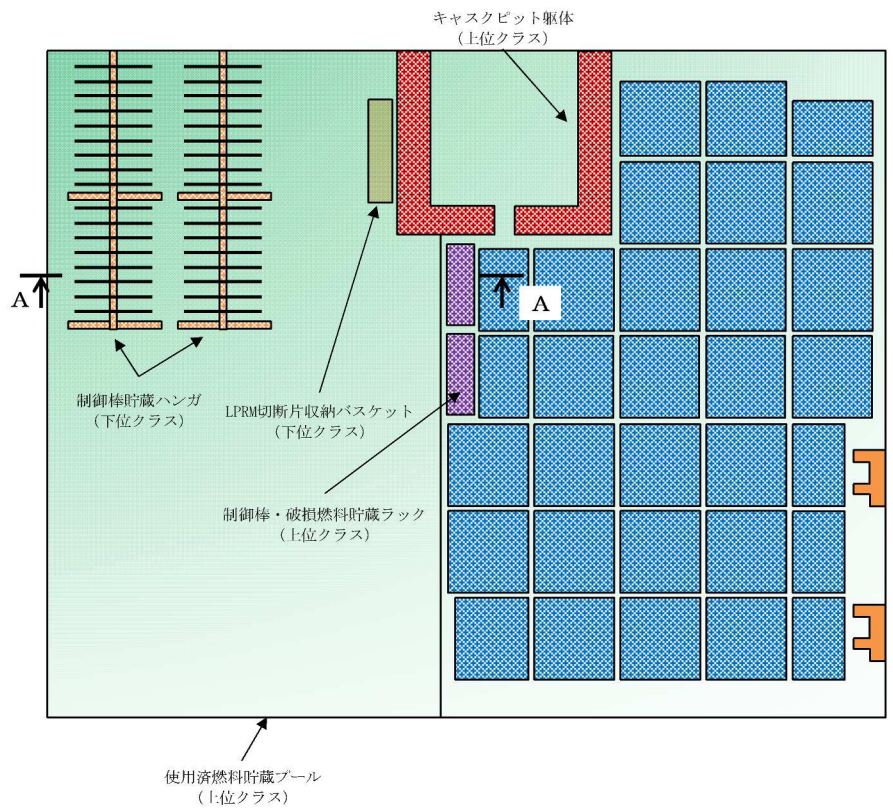 キャスクピット躯体
（上位クラス）
A
A
制御棒貯蔵ハンガ
（下位クラス）
LPRM切断片収納バスケット
（下位クラス）
制御棒・破損燃料貯蔵ラック
（上位クラス）
使用済燃料貯蔵プール
（上位クラス）